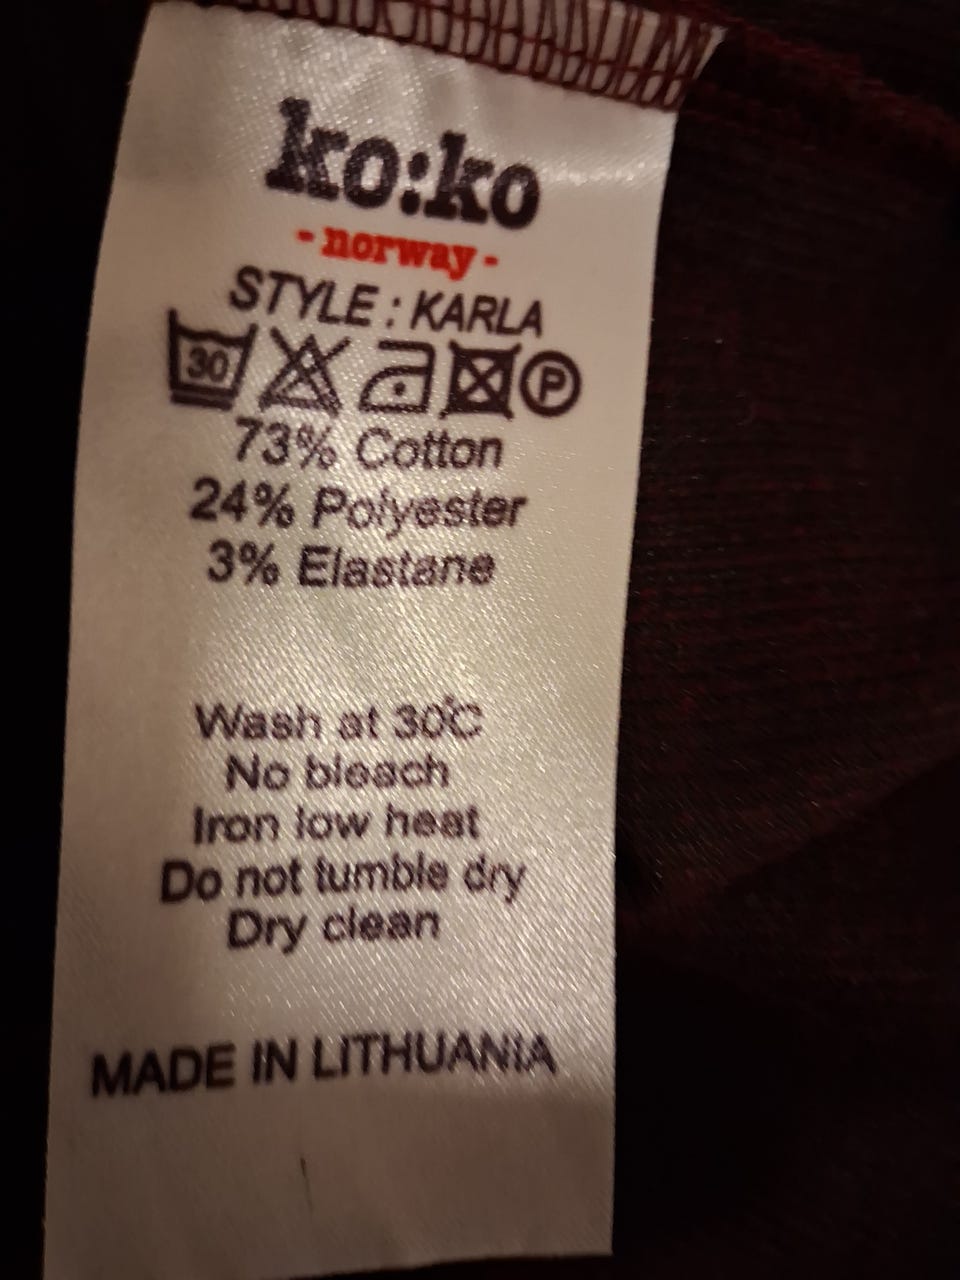 ko:ko
- norway -
STYLE : KARLA
30 P
73% Cotton
24% Polyester
3% Elastane
Wash at 30°C
No bleach
Iron low heat
Do not tumble dry
Dry clean
MADE IN LITHUANIA